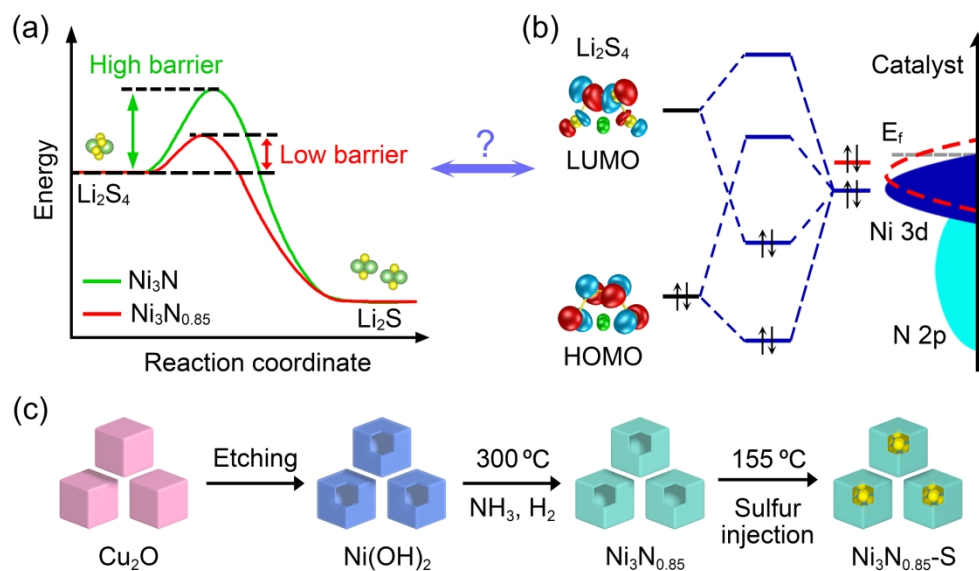 (a)
High barrier
Low barrier
Li₂S₄
Li₂S
Ni₃N
Ni₃N₀.₈₅
Energy
Reaction coordinate
?
(b)
Li₂S₄
LUMO
HOMO
Catalyst
E_f
Ni 3d
N 2p
(c)
Cu₂O
Etching
Ni(OH)₂
300 ºC
NH₃, H₂
Ni₃N₀.₈₅
155 ºC
Sulfur
injection
Ni₃N₀.₈₅-S